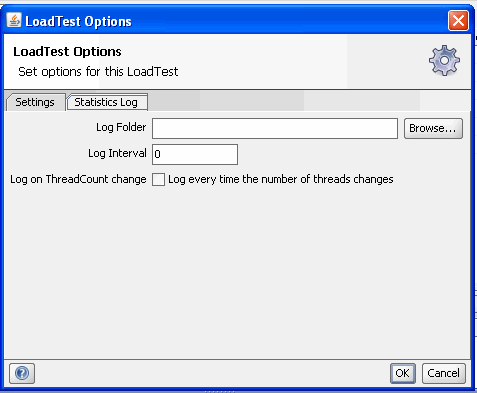 LoadTest Options
LoadTest Options
Set options for this LoadTest
Settings Statistics Log
Log Folder Browse...
Log Interval 0
Log on ThreadCount change Log every time the number of threads changes
? OK Cancel